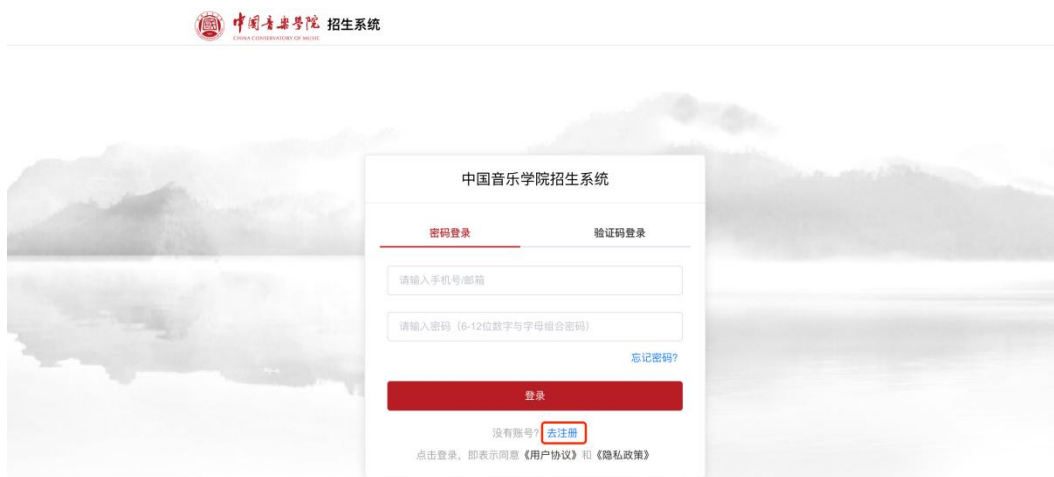 中国音乐学院 招生系统
CHINA CONSERVATORY OF MUSIC
中国音乐学院招生系统
密码登录 验证码登录
请输入手机号/邮箱
请输入密码（6-12位数字与字母组合密码）
忘记密码?
登录
没有账号? 去注册
点击登录，即表示同意《用户协议》和《隐私政策》